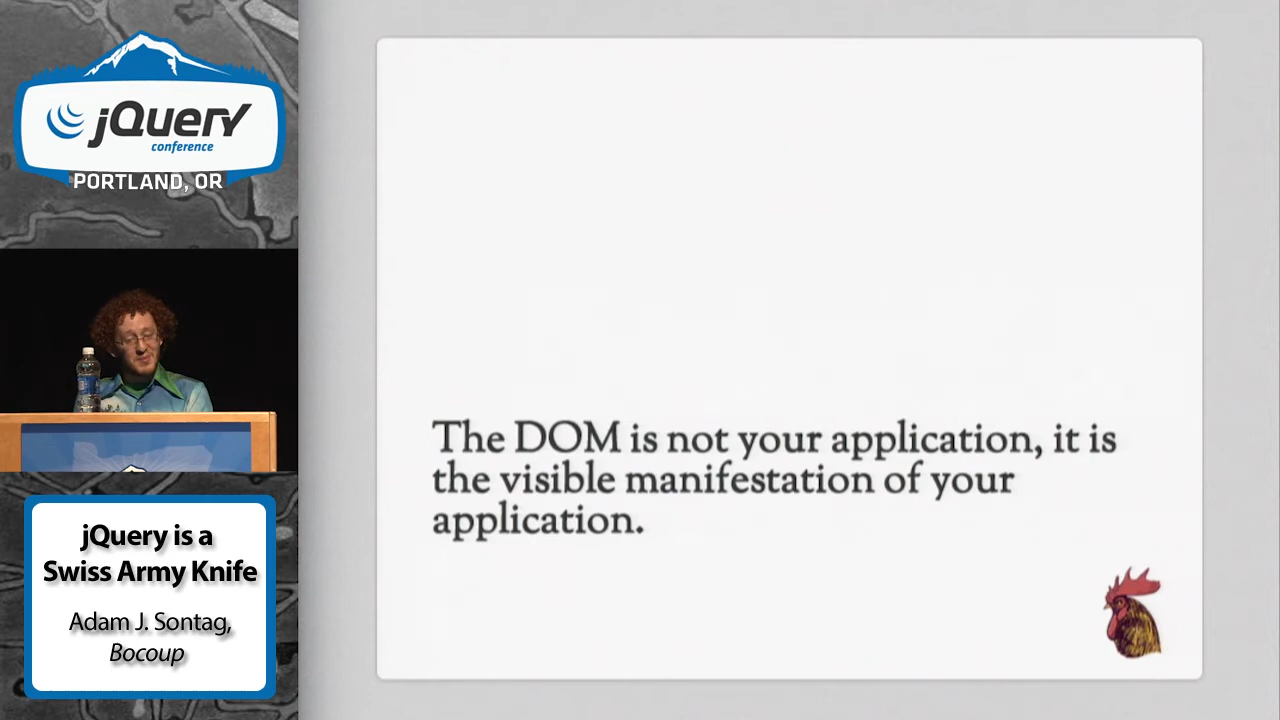 jQuery
conference
PORTLAND, OR
jQuery is a
Swiss Army Knife
Adam J. Sontag,
Bocoup
The DOM is not your application, it is
the visible manifestation of your
application.